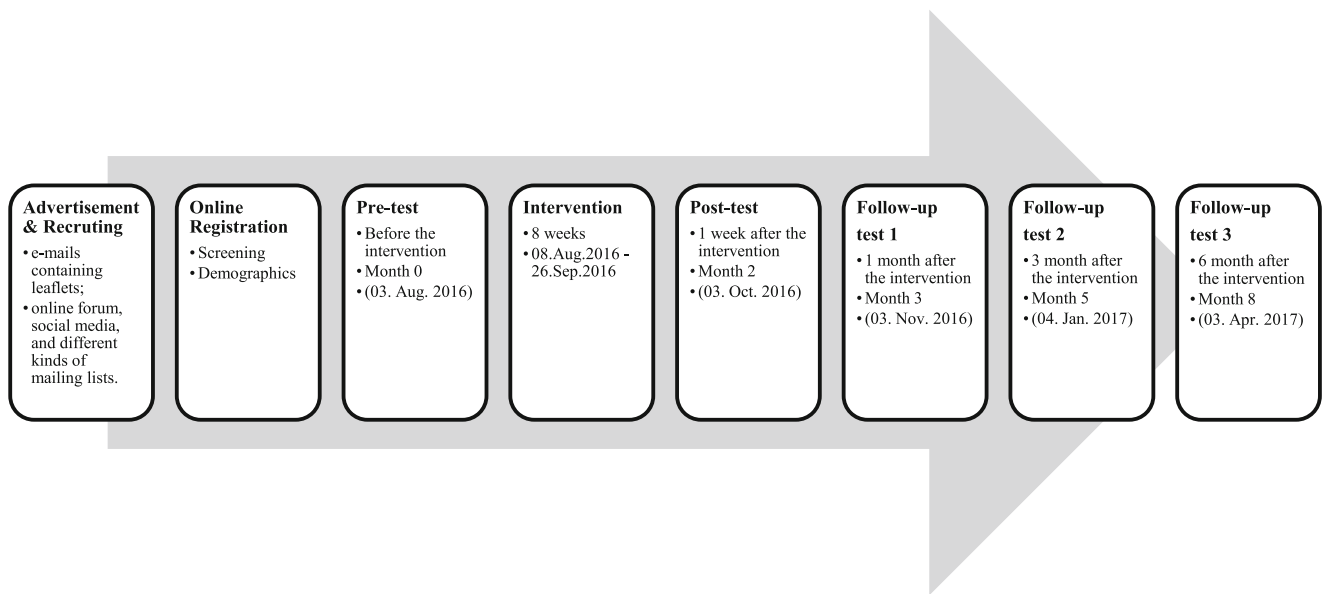 Advertisement
& Recruting
• e-mails
containing
leaflets;
• online forum,
social media,
and different
kinds of
mailing lists.
Online
Registration
• Screening
• Demographics
Pre-test
• Before the
intervention
• Month 0
• (03. Aug. 2016)
Intervention
• 8 weeks
• 08.Aug.2016 -
26.Sep.2016
Post-test
• 1 week after the
intervention
• Month 2
• (03. Oct. 2016)
Follow-up
test 1
• 1 month after
the intervention
• Month 3
• (03. Nov. 2016)
Follow-up
test 2
• 3 month after
the intervention
• Month 5
• (04. Jan. 2017)
Follow-up
test 3
• 6 month after
the intervention
• Month 8
• (03. Apr. 2017)